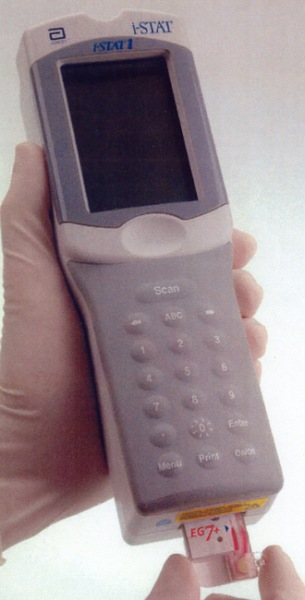 i-STAT®
i-STAT 1
Scan
ABC
1 2 3
4 5 6
7 8 9
. 0 Enter
Menu Print
EG7+